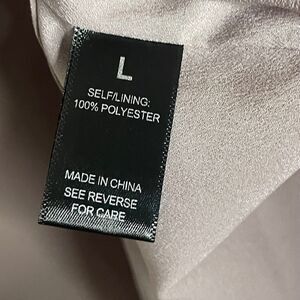 L
SELF/LINING:
100% POLYESTER
MADE IN CHINA
SEE REVERSE
FOR CARE